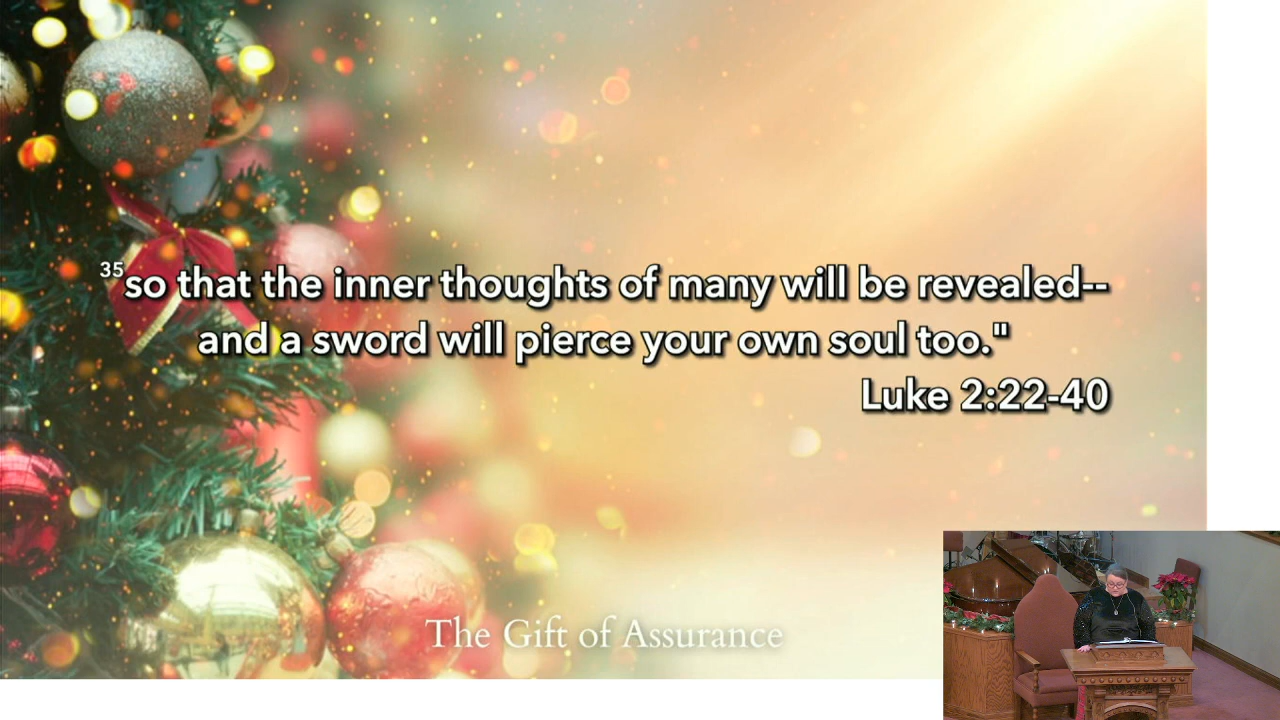 35so that the inner thoughts of many will be revealed--
and a sword will pierce your own soul too."
Luke 2:22-40
The Gift of Assurance